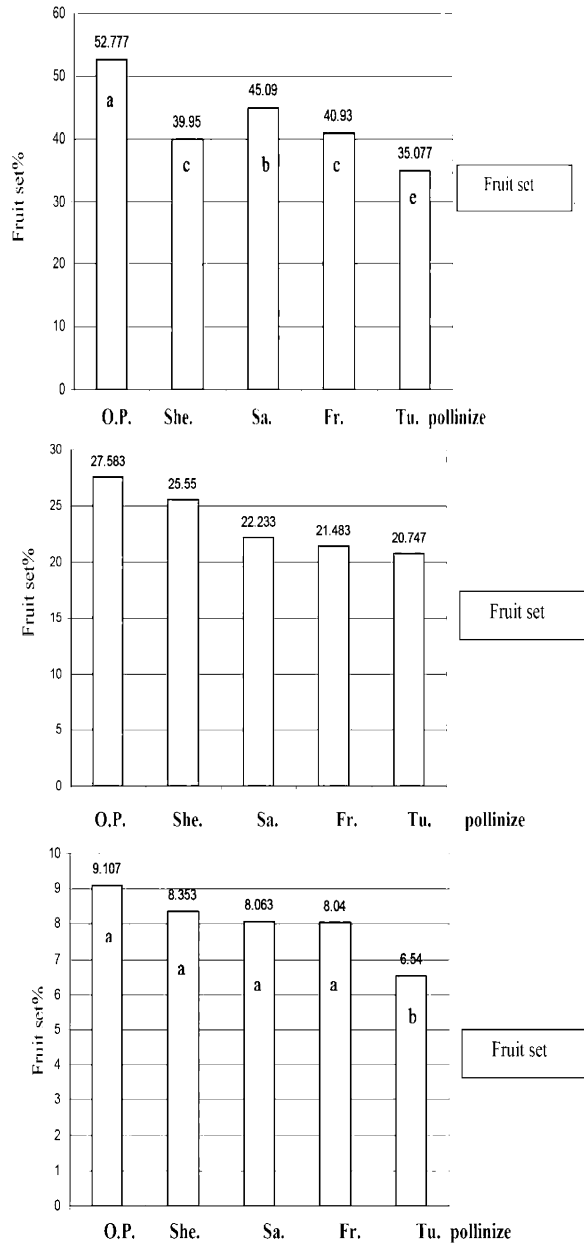 60
52.777
50
45.09
39.95
40.93
40
35.077
a
c
b
c
e
Fruit set
Fruit set%
30
20
10
0
O.P. She. Sa. Fr. Tu. pollinize
30
27.583
25.55
25
22.233
21.483
20.747
20
Fruit set
Fruit set%
15
10
5
0
O.P. She. Sa. Fr. Tu. pollinize
10
9.107
9
8.353
8.063
8.04
8
a
a
a
a
7
6.54
6
b
5
Fruit set
Fruit set%
4
3
2
1
0
O.P. She. Sa. Fr. Tu. pollinize